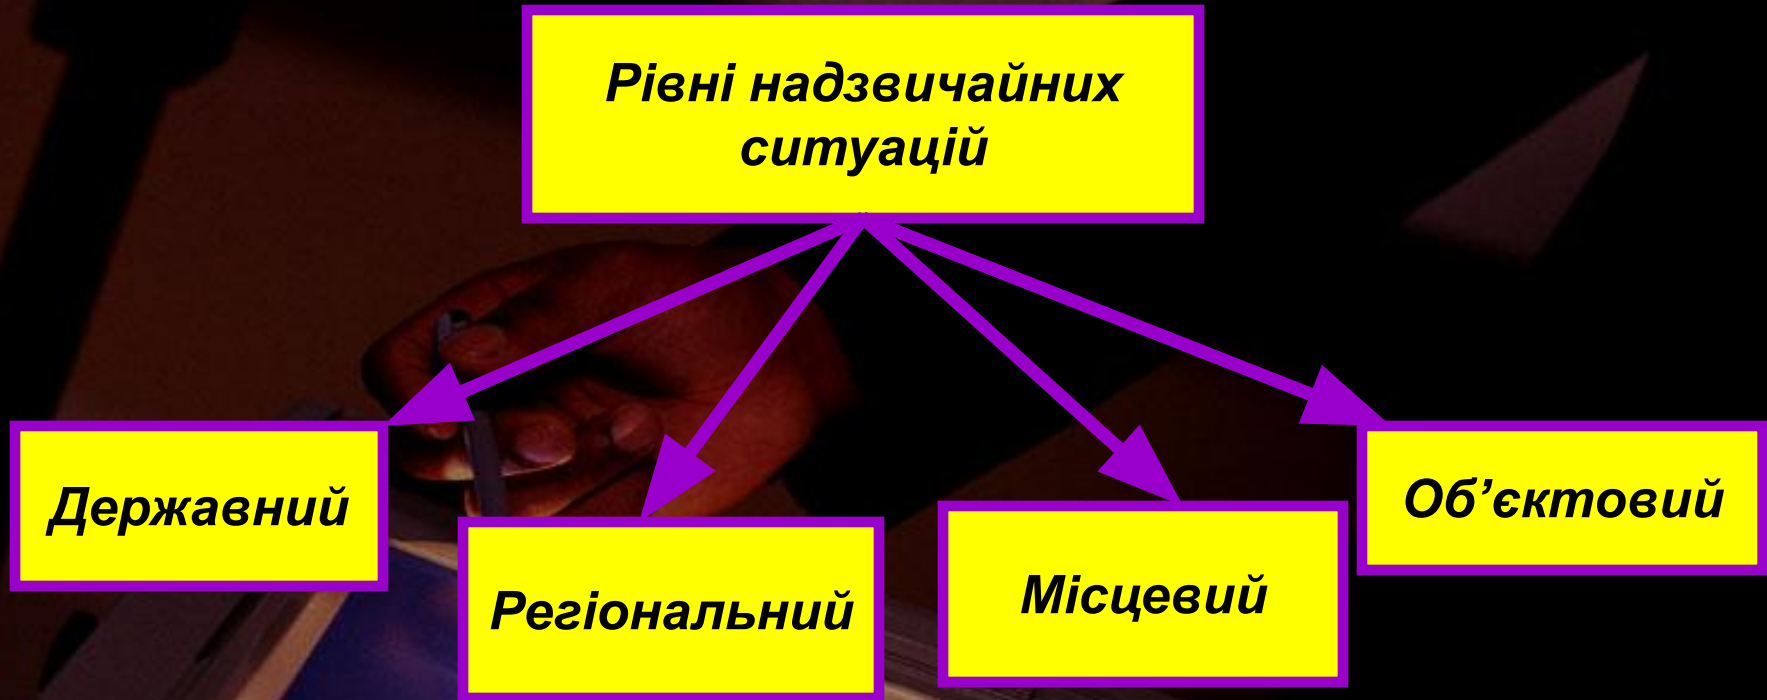 Рівні надзвичайних
ситуацій
Державний
Регіональний
Місцевий
Об’єктовий